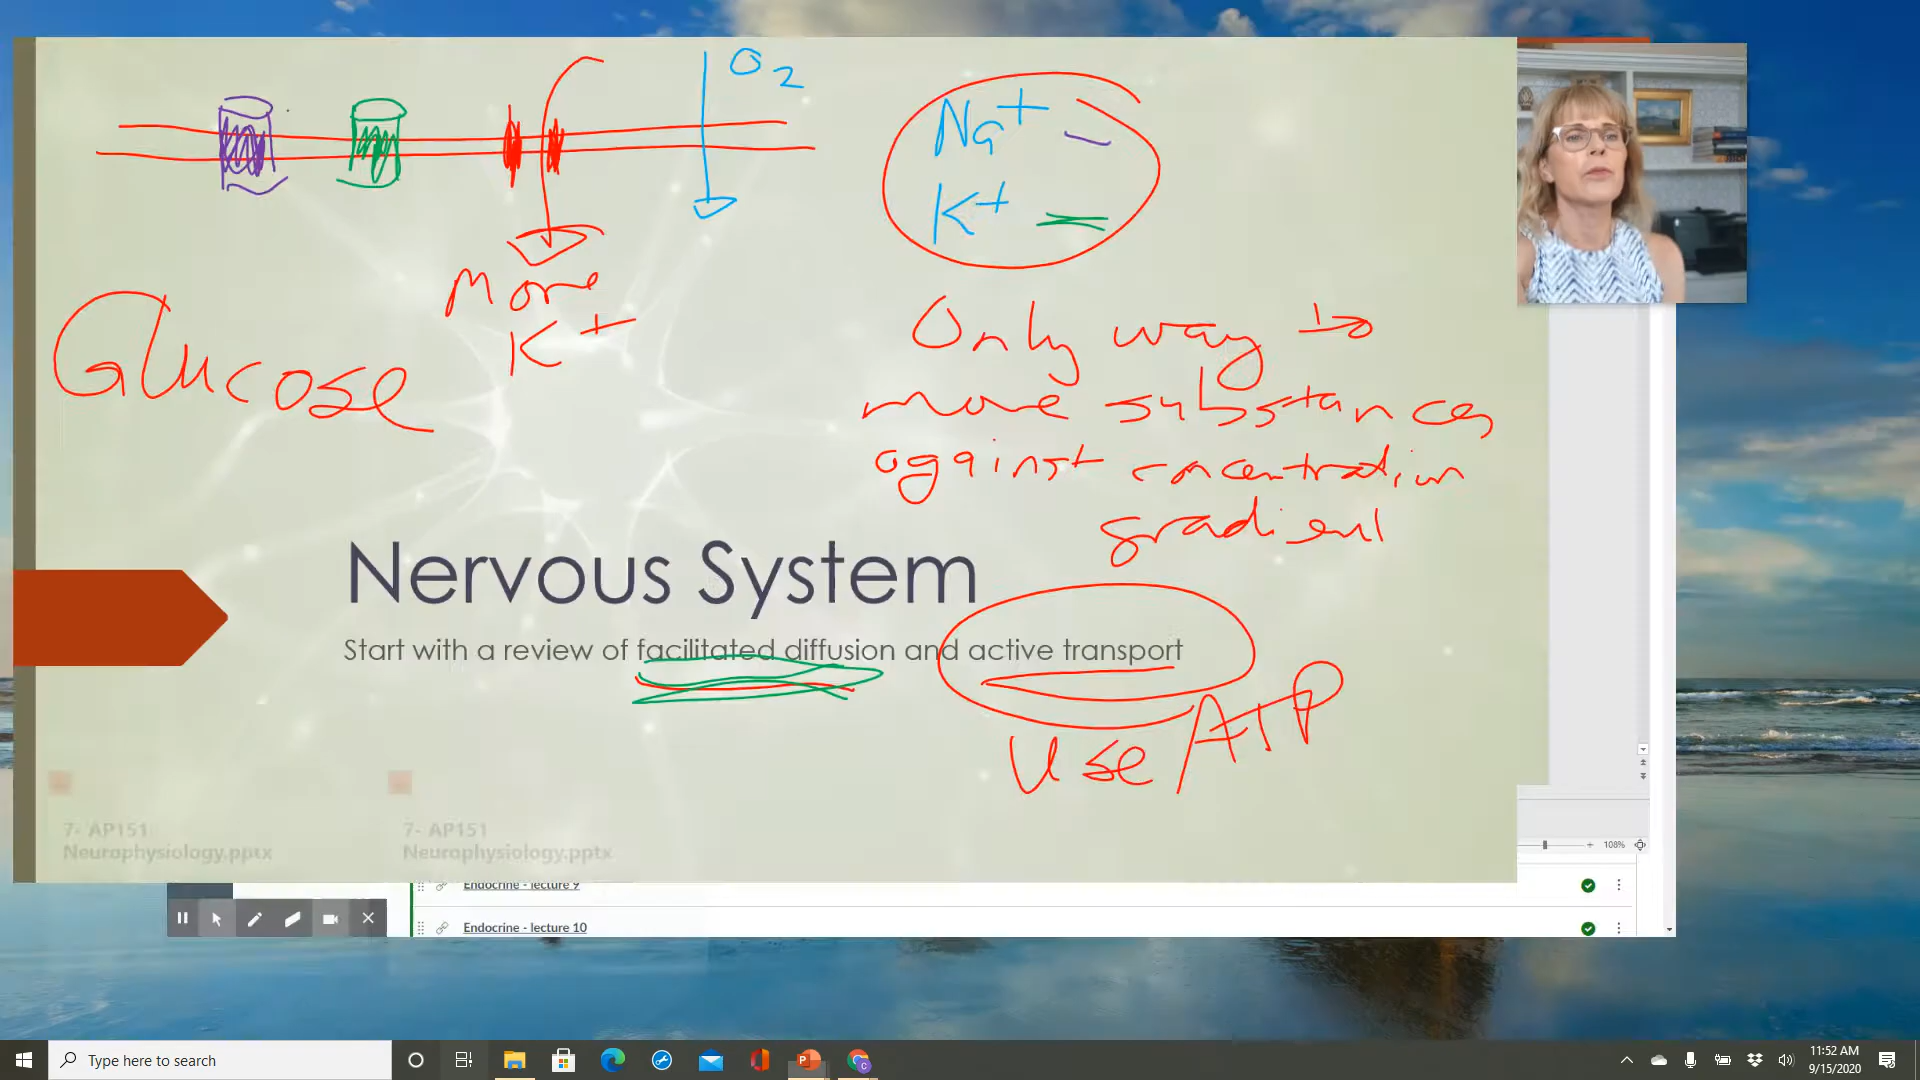 O2
Na+
K+
More
K+
Glucose
Only way to
move substances
against concentration
gradient
Nervous System
Start with a review of facilitated diffusion and active transport
Use ATP
7- AP151
Neurophysiology.pptx
7- AP151
Neurophysiology.pptx
108%
Endocrine - lecture 9
Endocrine - lecture 10
Type here to search
11:52 AM
9/15/2020